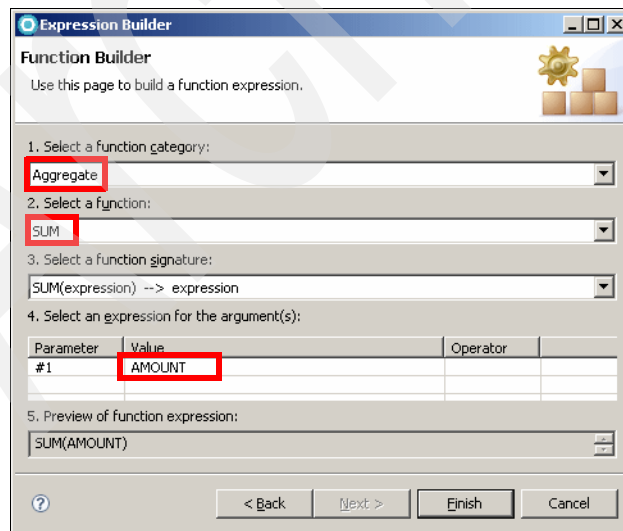 Expression Builder
Function Builder
Use this page to build a function expression.
1. Select a function category:
Aggregate
2. Select a function:
SUM
3. Select a function signature:
SUM(expression) --> expression
4. Select an expression for the argument(s):
Parameter Value Operator
#1 AMOUNT
5. Preview of function expression:
SUM(AMOUNT)
? < Back Next > Finish Cancel